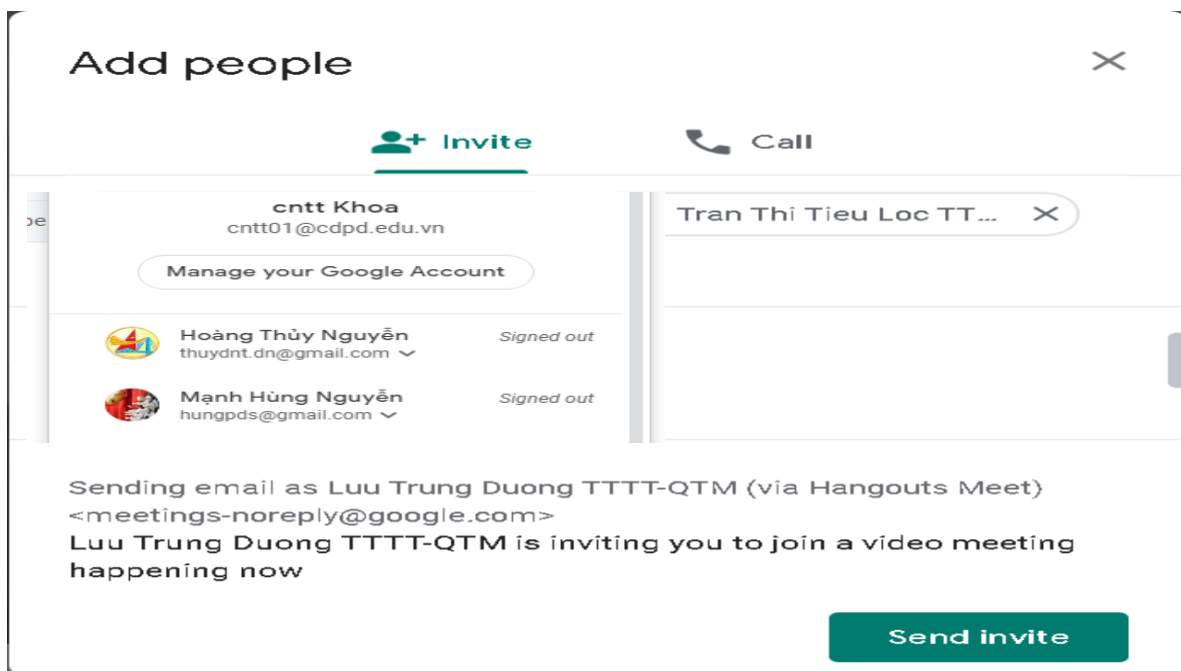 Add people
Invite
Call
cntt Khoa
cntt01@cdpd.edu.vn
Tran Thi Tieu Loc TT...
Manage your Google Account
Hoàng Thủy Nguyễn
Signed out
thuydnt.dn@gmail.com
Mạnh Hùng Nguyễn
Signed out
hungpds@gmail.com
Sending email as Luu Trung Duong TTTT-QTM (via Hangouts Meet)
<meetings-noreply@google.com>
Luu Trung Duong TTTT-QTM is inviting you to join a video meeting
happening now
Send invite